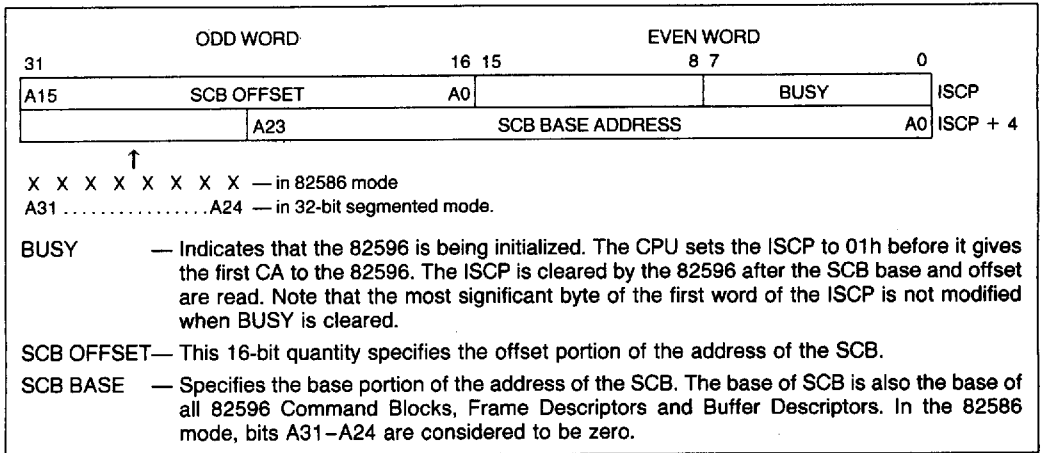 ODD WORD EVEN WORD
31 16 15 8 7 0
A15 SCB OFFSET A0 BUSY ISCP
A23 SCB BASE ADDRESS A0 ISCP + 4
↑
X X X X X X X X — in 82586 mode
A31 ................ A24 — in 32-bit segmented mode.
BUSY — Indicates that the 82596 is being initialized. The CPU sets the ISCP to 01h before it gives
the first CA to the 82596. The ISCP is cleared by the 82596 after the SCB base and offset
are read. Note that the most significant byte of the first word of the ISCP is not modified
when BUSY is cleared.
SCB OFFSET— This 16-bit quantity specifies the offset portion of the address of the SCB.
SCB BASE — Specifies the base portion of the address of the SCB. The base of SCB is also the base of
all 82596 Command Blocks, Frame Descriptors and Buffer Descriptors. In the 82586
mode, bits A31–A24 are considered to be zero.